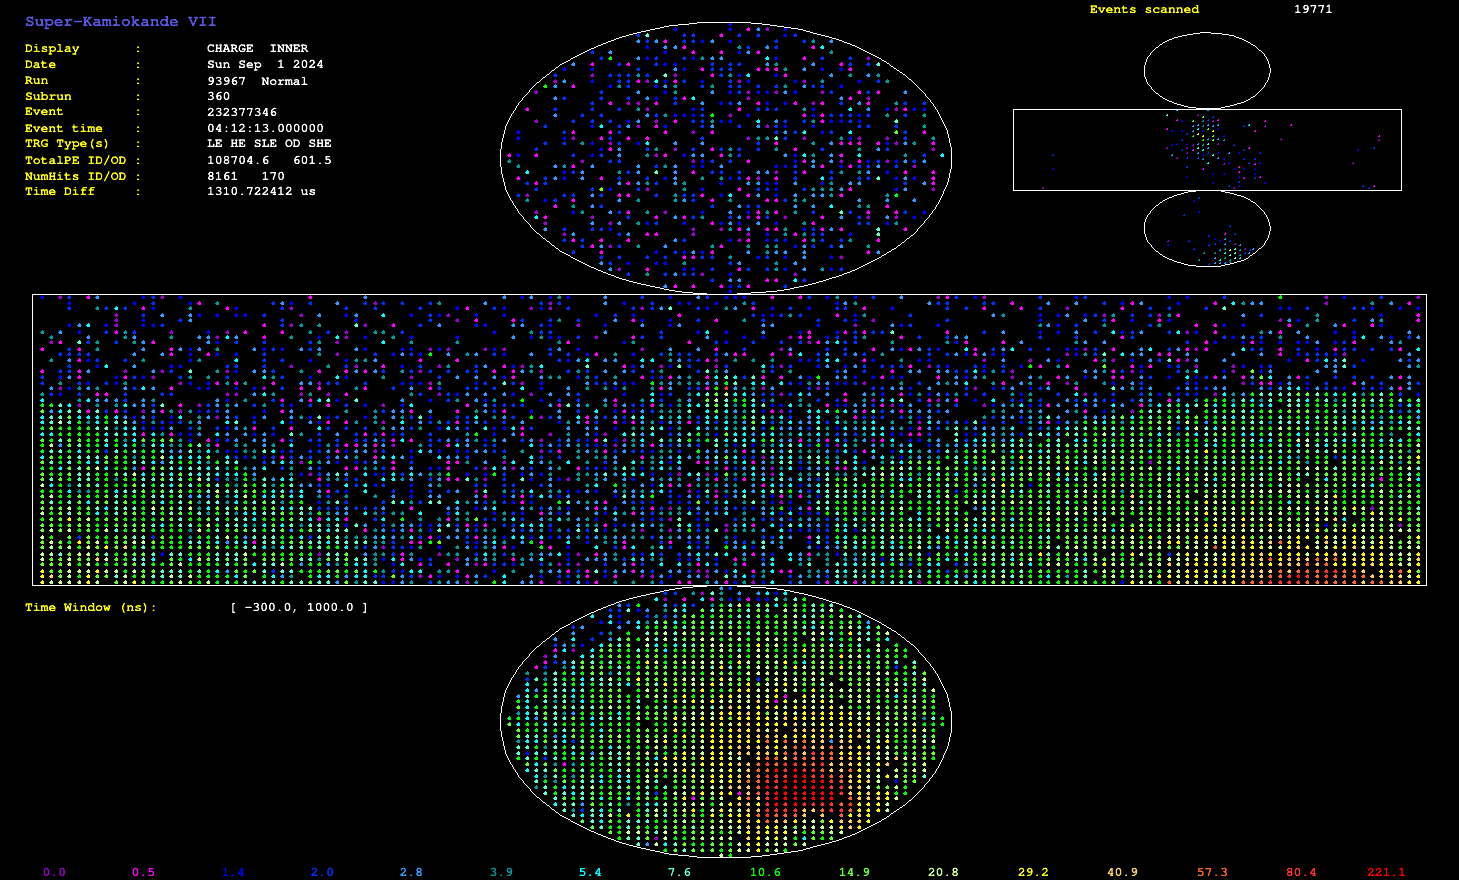 Super-Kamiokande VII
Events scanned 19771
Display : CHARGE INNER
Date : Sun Sep 1 2024
Run : 93967 Normal
Subrun : 360
Event : 232377346
Event time : 04:12:13.000000
TRG Type(s) : LE HE SLE OD SHE
TotalPE ID/OD : 108704.6 601.5
NumHits ID/OD : 8161 170
Time Diff : 1310.722412 us
Time Window (ns): [ -300.0, 1000.0 ]
0.0 0.5 1.4 2.0 2.8 3.9 5.4 7.6 10.6 14.9 20.8 29.2 40.9 57.3 80.4 221.1